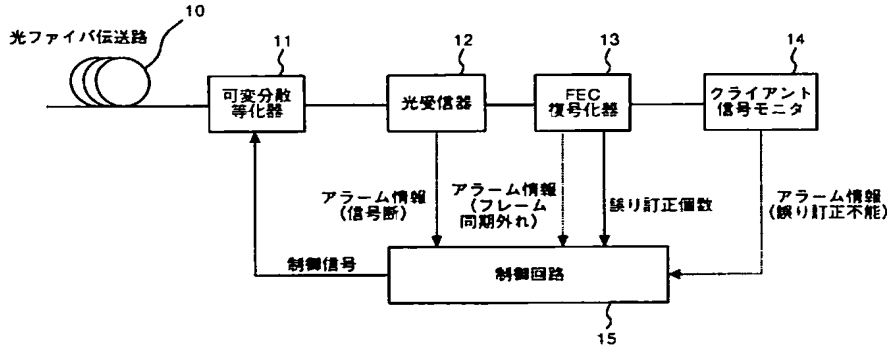 光ファイバ伝送路
10
11
12
13
14
可変分散
等化器
光受信器
FEC
復号化器
クライアント
信号モニタ
アラーム情報
(信号断)
アラーム情報
(フレーム
同期外れ)
誤り訂正個数
アラーム情報
(誤り訂正不能)
制御信号
制御回路
15